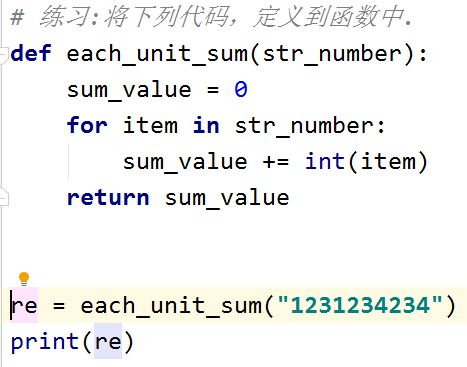 # 练习:将下列代码，定义到函数中.
def each_unit_sum(str_number):
    sum_value = 0
    for item in str_number:
        sum_value += int(item)
    return sum_value
re = each_unit_sum("1231234234")
print(re)